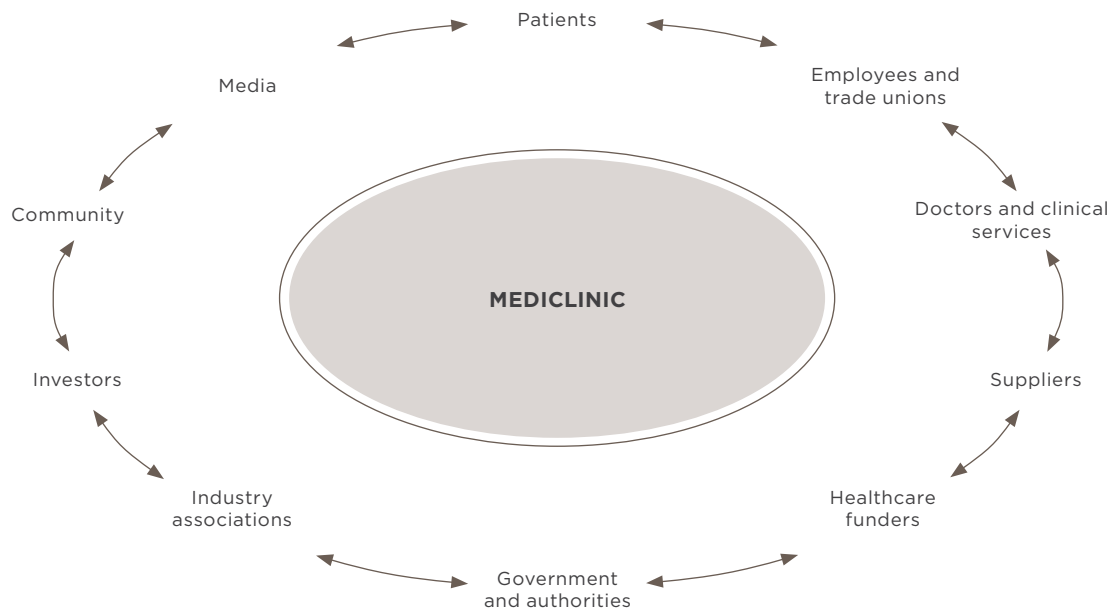 Patients
Employees and
trade unions
Media
Doctors and clinical
services
Community
MEDICLINIC
Investors
Suppliers
Industry
associations
Healthcare
funders
Government
and authorities